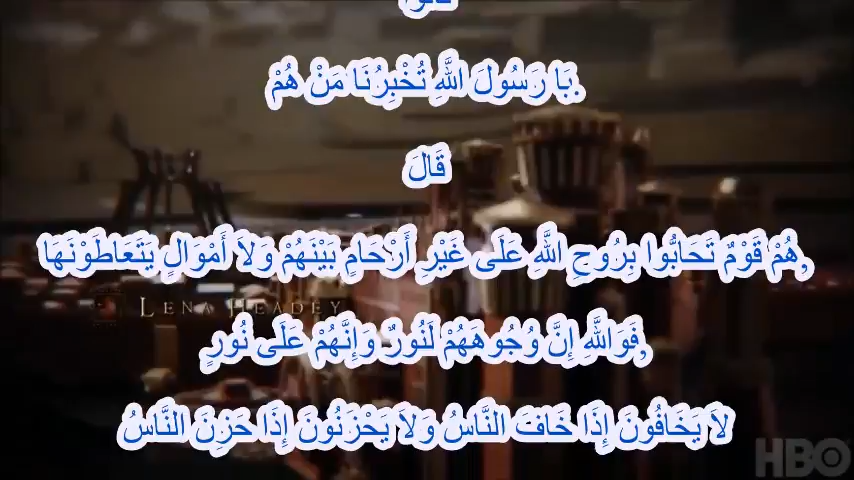 قالوا
يَا رَسُولَ اللَّهِ تُخْبِرُنَا مَنْ هُمْ.
قَالَ
هُمْ قَوْمٌ تَحَابُّوا بِرُوحِ اللَّهِ عَلَى غَيْرِ أَرْحَامٍ بَيْنَهُمْ وَلاَ أَمْوَالٍ يَتَعَاطَوْنَهَا,
LENA HEADEY
فَوَاللَّهِ إِنَّ وُجُوهَهُمْ لَنُورٌ وَإِنَّهُمْ عَلَى نُورٍ,
لاَ يَخَافُونَ إِذَا خَافَ النَّاسُ وَلاَ يَحْزَنُونَ إِذَا حَزِنَ النَّاسُ
HBO